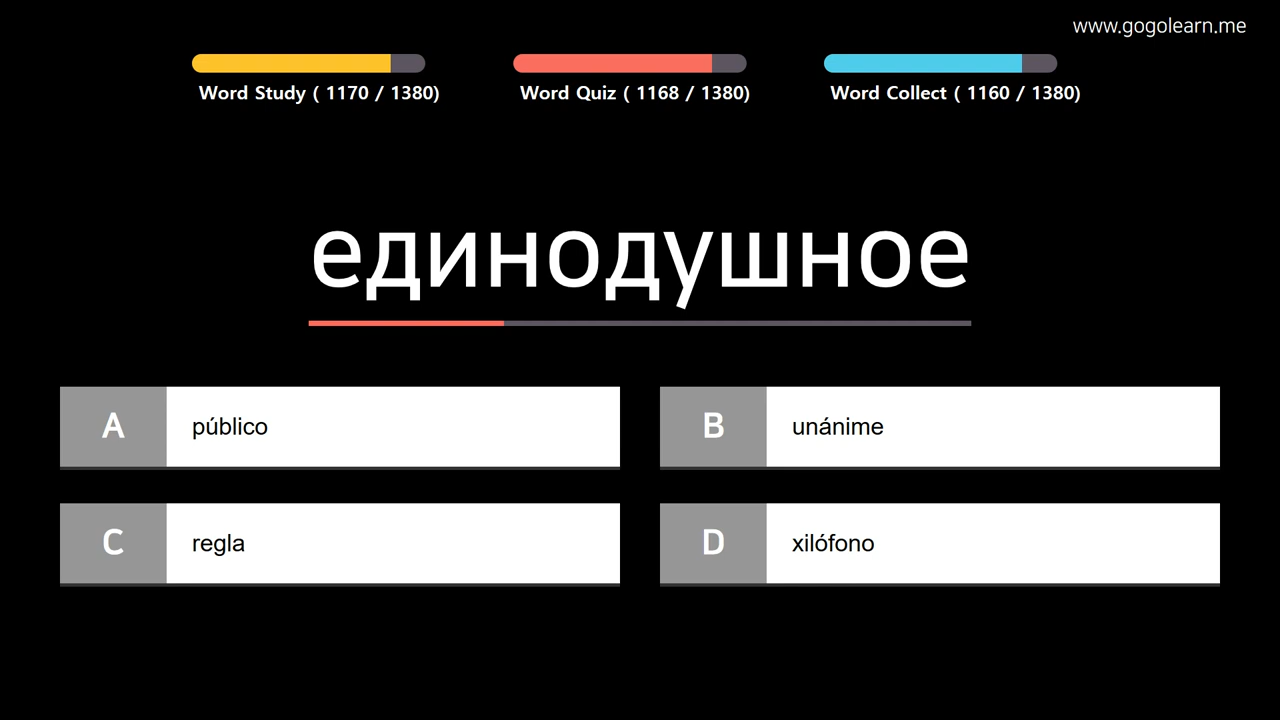 www.gogolearn.me
Word Study ( 1170 / 1380)
Word Quiz ( 1168 / 1380)
Word Collect ( 1160 / 1380)
единодушное
A público
B unánime
C regla
D xilófono